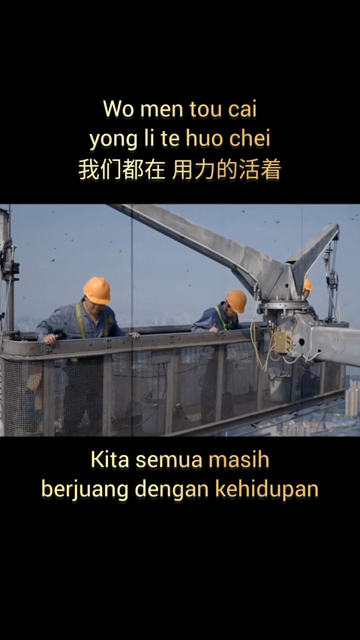 Wo men tou cai
yong li te huo chei
我们都在 用力的活着
Kita semua masih
berjuang dengan kehidupan